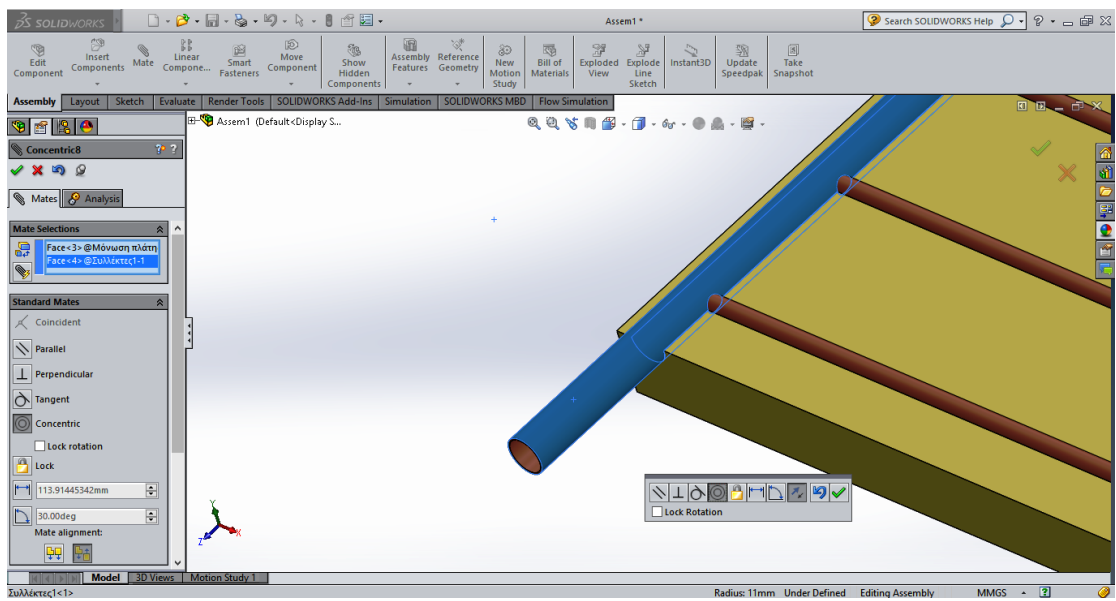 SOLIDWORKS
Assem1 *
Search SOLIDWORKS Help
Edit Component
Insert Components
Mate
Linear Compone...
Smart Fasteners
Move Component
Show Hidden Components
Assembly Features
Reference Geometry
New Motion Study
Bill of Materials
Exploded View
Explode Line Sketch
Instant3D
Update Speedpak
Take Snapshot
Assembly Layout Sketch Evaluate Render Tools SOLIDWORKS Add-Ins Simulation SOLIDWORKS MBD Flow Simulation
Assem1 (Default<Display S...
Concentric8
Mates Analysis
Mate Selections
Face<3>@Μόνωση πλάτη
Face<4>@Συλλέκτες1-1
Standard Mates
Coincident
Parallel
Perpendicular
Tangent
Concentric
Lock rotation
Lock
113.91445342mm
30.00deg
Mate alignment:
Lock Rotation
Y
X
Z
Model 3D Views Motion Study 1
Συλλέκτες1<1>
Radius: 11mm Under Defined Editing Assembly MMGS